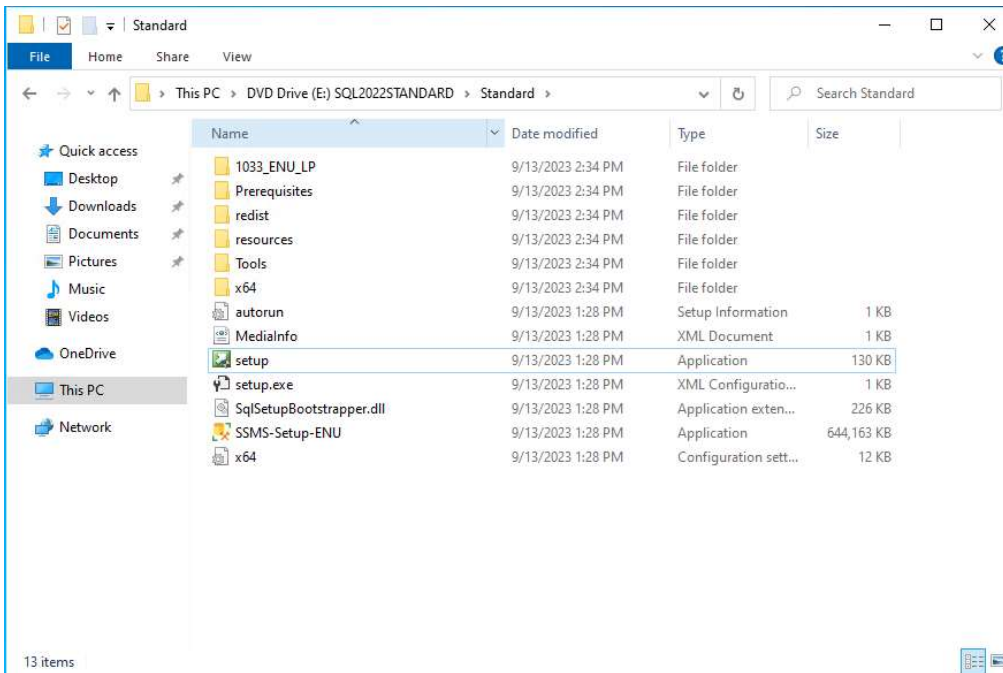 Standard
File Home Share View
This PC > DVD Drive (E:) SQL2022STANDARD > Standard >
Search Standard
Name Date modified Type Size
Quick access
Desktop
Downloads
Documents
Pictures
Music
Videos
OneDrive
This PC
Network
1033_ENU_LP 9/13/2023 2:34 PM File folder
Prerequisites 9/13/2023 2:34 PM File folder
redist 9/13/2023 2:34 PM File folder
resources 9/13/2023 2:34 PM File folder
Tools 9/13/2023 2:34 PM File folder
x64 9/13/2023 2:34 PM File folder
autorun 9/13/2023 1:28 PM Setup Information 1 KB
MediaInfo 9/13/2023 1:28 PM XML Document 1 KB
setup 9/13/2023 1:28 PM Application 130 KB
setup.exe 9/13/2023 1:28 PM XML Configuratio... 1 KB
SqlSetupBootstrapper.dll 9/13/2023 1:28 PM Application exten... 226 KB
SSMS-Setup-ENU 9/13/2023 1:28 PM Application 644,163 KB
x64 9/13/2023 1:28 PM Configuration sett... 12 KB
13 items